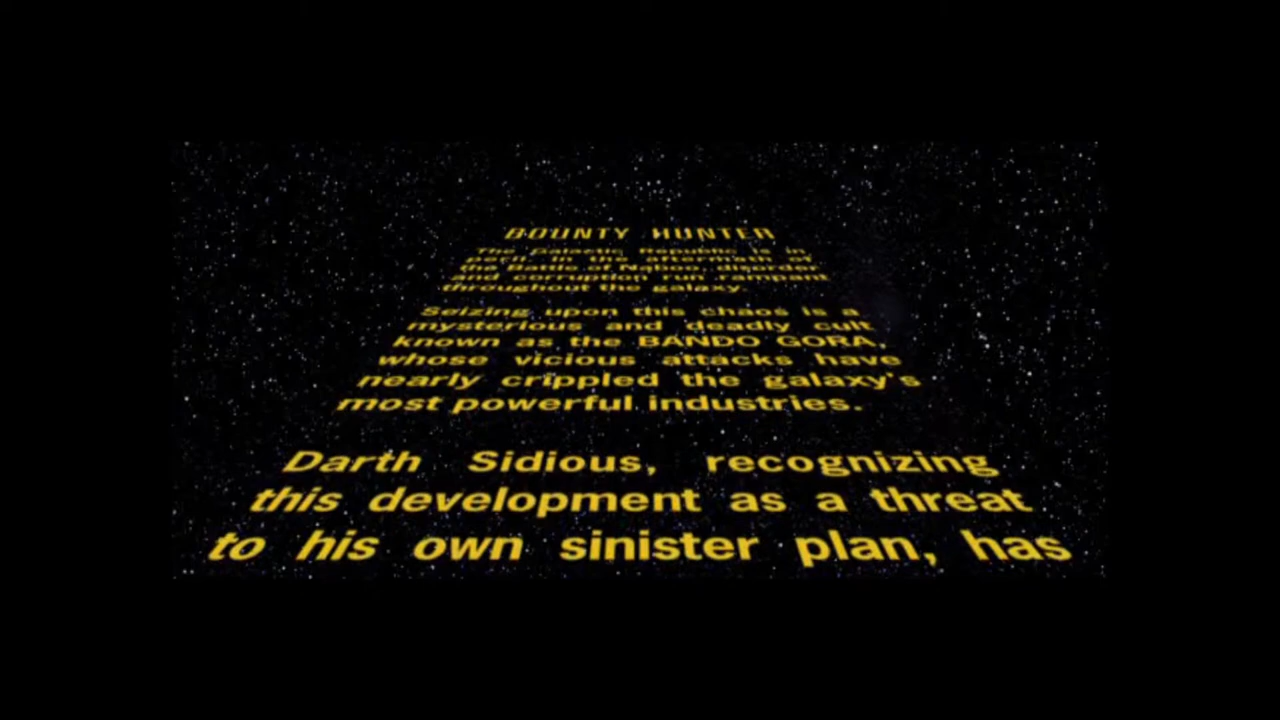 BOUNTY HUNTER
The Galactic Republic is in
peril. In the aftermath of
the Battle of Naboo, disorder
and corruption run rampant
throughout the galaxy.
Seizing upon this chaos is a
mysterious and deadly cult
known as the BANDO GORA,
whose vicious attacks have
nearly crippled the galaxy's
most powerful industries.
Darth Sidious, recognizing
this development as a threat
to his own sinister plan, has